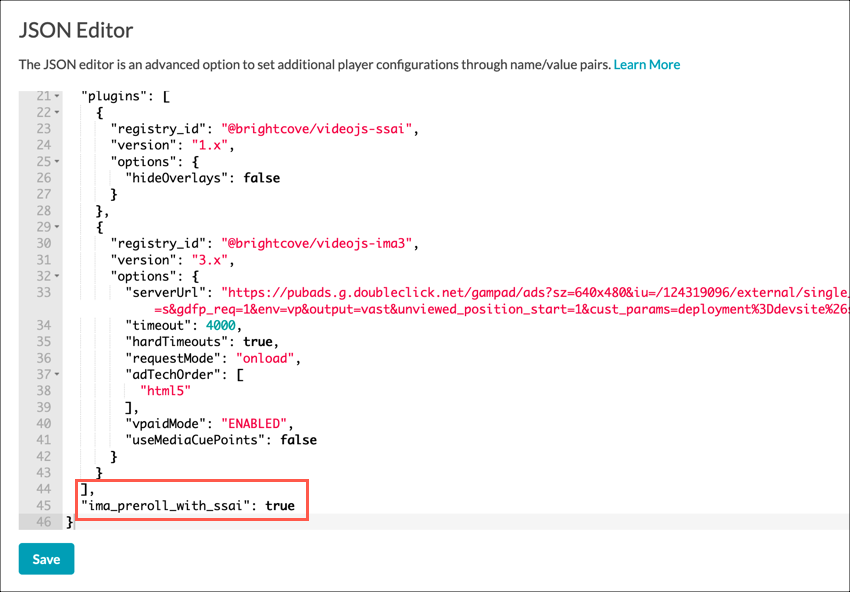 JSON Editor
The JSON editor is an advanced option to set additional player configurations through name/value pairs. Learn More
21 "plugins": [
22 {
23 "registry_id": "@brightcove/videojs-ssai",
24 "version": "1.x",
25 "options": {
26 "hideOverlays": false
27 }
28 },
29 {
30 "registry_id": "@brightcove/videojs-ima3",
31 "version": "3.x",
32 "options": {
33 "serverUrl": "https://pubads.g.doubleclick.net/gampad/ads?sz=640x480&iu=/124319096/external/single_
=s&gdfp_req=1&env=vp&output=vast&unviewed_position_start=1&cust_params=deployment%3Ddevsite%26s
34 "timeout": 4000,
35 "hardTimeouts": true,
36 "requestMode": "onload",
37 "adTechOrder": [
38 "html5"
39 ],
40 "vpaidMode": "ENABLED",
41 "useMediaCuePoints": false
42 }
43 }
44 ],
45 "ima_preroll_with_ssai": true
46 }
Save